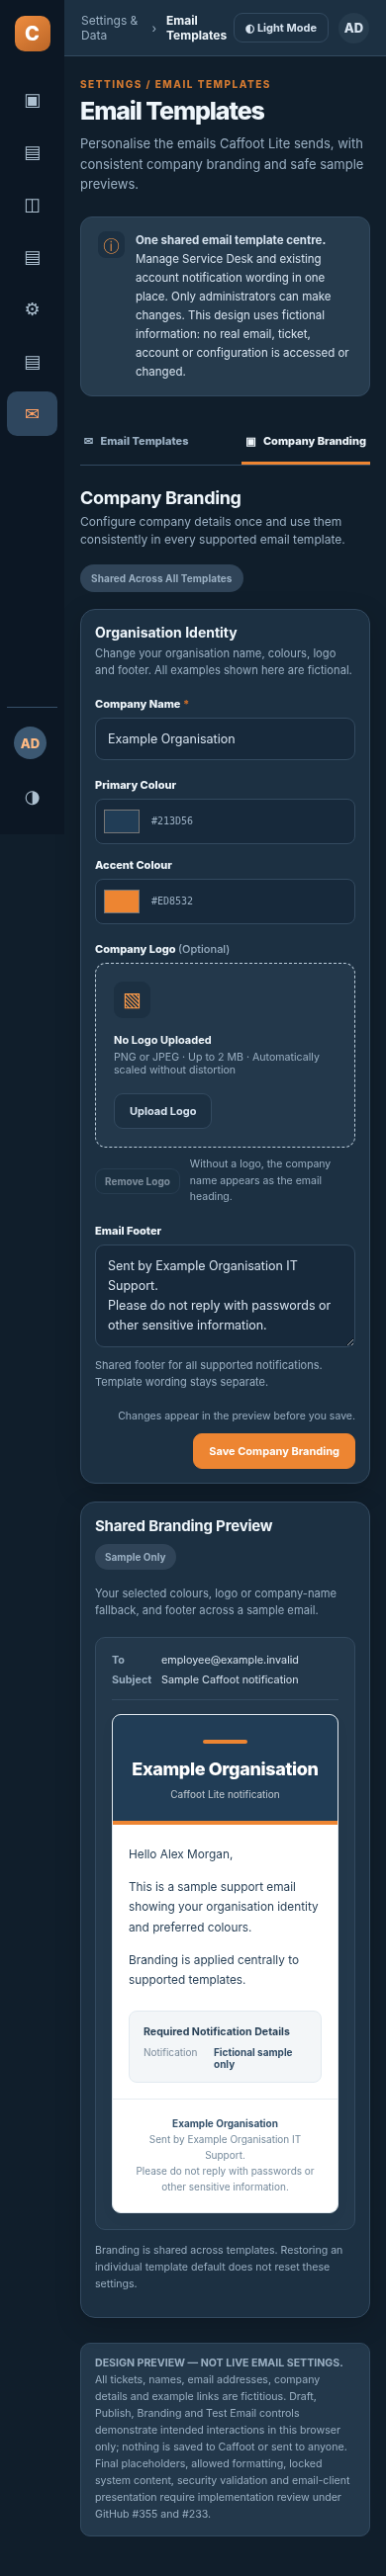 C
Settings & Data › Email Templates
Light Mode
AD
SETTINGS / EMAIL TEMPLATES
Email Templates
Personalise the emails Caffoot Lite sends, with
consistent company branding and safe sample
previews.
One shared email template centre.
Manage Service Desk and existing
account notification wording in one
place. Only administrators can make
changes. This design uses fictional
information: no real email, ticket,
account or configuration is accessed or
changed.
Email Templates
Company Branding
Company Branding
Configure company details once and use them
consistently in every supported email template.
Shared Across All Templates
Organisation Identity
Change your organisation name, colours, logo
and footer. All examples shown here are fictional.
Company Name *
Example Organisation
Primary Colour
#213D56
Accent Colour
#ED8532
Company Logo (Optional)
No Logo Uploaded
PNG or JPEG · Up to 2 MB · Automatically
scaled without distortion
Upload Logo
Remove Logo
Without a logo, the company
name appears as the email
heading.
Email Footer
Sent by Example Organisation IT
Support.
Please do not reply with passwords or
other sensitive information.
Shared footer for all supported notifications.
Template wording stays separate.
Changes appear in the preview before you save.
Save Company Branding
AD
Shared Branding Preview
Sample Only
Your selected colours, logo or company-name
fallback, and footer across a sample email.
To employee@example.invalid
Subject Sample Caffoot notification
Example Organisation
Caffoot Lite notification
Hello Alex Morgan,
This is a sample support email
showing your organisation identity
and preferred colours.
Branding is applied centrally to
supported templates.
Required Notification Details
Notification Fictional sample
only
Example Organisation
Sent by Example Organisation IT
Support.
Please do not reply with passwords or
other sensitive information.
Branding is shared across templates. Restoring an
individual template default does not reset these
settings.
DESIGN PREVIEW — NOT LIVE EMAIL SETTINGS.
All tickets, names, email addresses, company
details and example links are fictitious. Draft,
Publish, Branding and Test Email controls
demonstrate intended interactions in this browser
only; nothing is saved to Caffoot or sent to anyone.
Final placeholders, allowed formatting, locked
system content, security validation and email-client
presentation require implementation review under
GitHub #355 and #233.